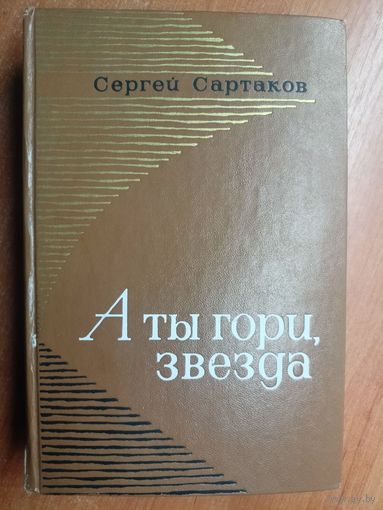 Сергей Сартаков
А ты гори,
звезда